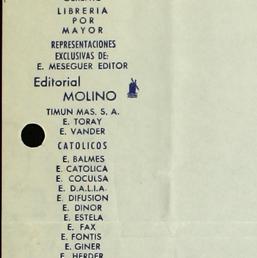 LIBRERIA
POR
MAYOR
REPRESENTACIONES
EXCLUSIVAS DE:
E. MESEGUER EDITOR
Editorial
MOLINO
TIMUN MAS, S. A.
E. TORAY
E. VANDER
CATOLICOS
E. BALMES
E. CATOLICA
E. COCULSA
E. D.A.L.I.A.
E. DIFUSION
E. DINOR
E. ESTELA
E. FAX
E. FONTIS
E. GINER
E. HERDER